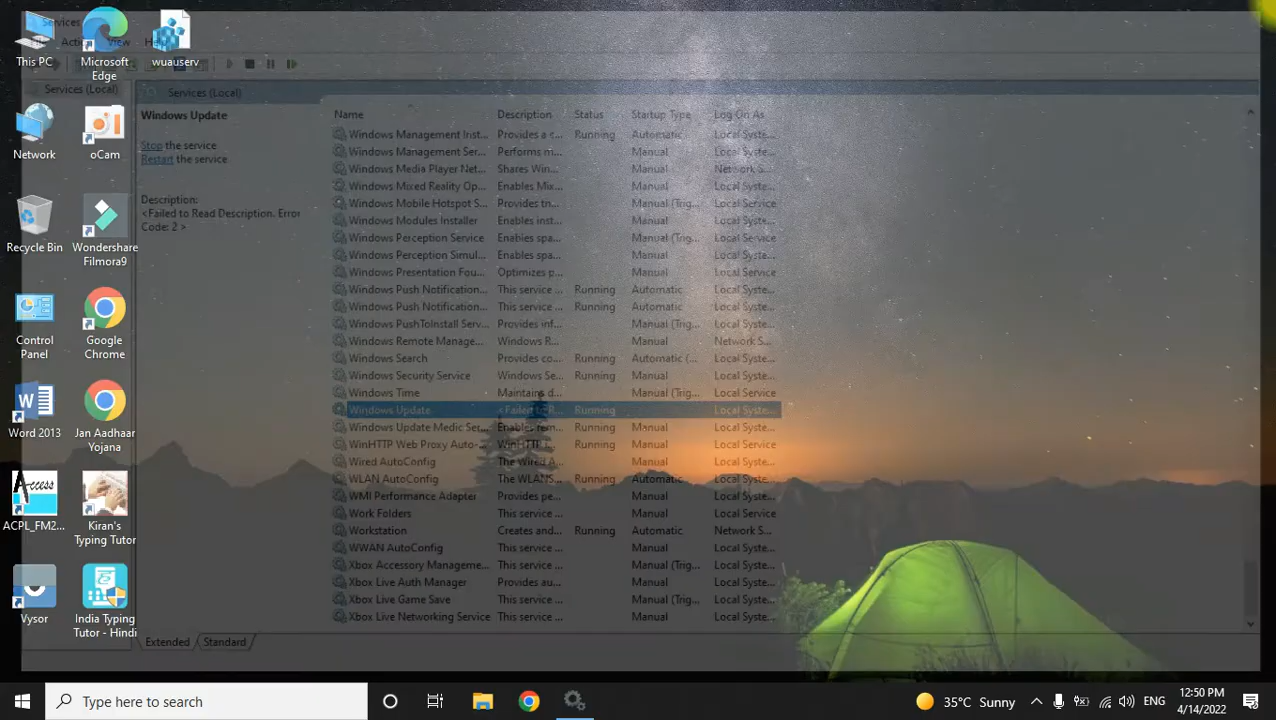 Services
Action View
This PC
Microsoft Edge
wuauserv
Network
oCam
Recycle Bin
Wondershare Filmora9
Control Panel
Google Chrome
Word 2013
Jan Aadhaar Yojana
ACPL_FM2...
Kiran's Typing Tutor
Vysor
India Typing Tutor - Hindi
Services (Local)
Services (Local)
Windows Update
Stop the service
Restart the service
Description:
<Failed to Read Description. Error
Code: 2 >
Name Description Status Startup Type Log On As
Windows Management Inst... Provides a c... Running Automatic Local Syste...
Windows Management Ser... Performs m... Manual Local Syste...
Windows Media Player Net... Shares Win... Manual Network S...
Windows Mixed Reality Op... Enables Mix... Manual Local Syste...
Windows Mobile Hotspot S... Provides th... Manual (Trig... Local Service
Windows Modules Installer Enables inst... Manual Local Syste...
Windows Perception Service Enables spa... Manual (Trig... Local Service
Windows Perception Simul... Enables spa... Manual Local Syste...
Windows Presentation Fou... Optimizes p... Manual Local Service
Windows Push Notification... This service ... Running Automatic Local Syste...
Windows Push Notification... This service ... Running Automatic Local Syste...
Windows PushToInstall Serv... Provides inf... Manual (Trig... Local Syste...
Windows Remote Manage... Windows R... Manual Network S...
Windows Search Provides co... Running Automatic (... Local Syste...
Windows Security Service Windows Se... Running Manual Local Syste...
Windows Time Maintains d... Manual (Trig... Local Service
Windows Update <Failed to R... Running Local Syste...
Windows Update Medic Ser... Enables rem... Running Manual Local Syste...
WinHTTP Web Proxy Auto-... WinHTTP i... Running Manual Local Service
Wired AutoConfig The Wired A... Manual Local Syste...
WLAN AutoConfig The WLANS... Running Automatic Local Syste...
WMI Performance Adapter Provides pe... Manual Local Syste...
Work Folders This service ... Manual Local Service
Workstation Creates and... Running Automatic Network S...
WWAN AutoConfig This service ... Manual Local Syste...
Xbox Accessory Manageme... This service ... Manual (Trig... Local Syste...
Xbox Live Auth Manager Provides au... Manual Local Syste...
Xbox Live Game Save This service ... Manual (Trig... Local Syste...
Xbox Live Networking Service This service ... Manual Local Syste...
Extended Standard
Type here to search
35°C Sunny
ENG
12:50 PM
4/14/2022